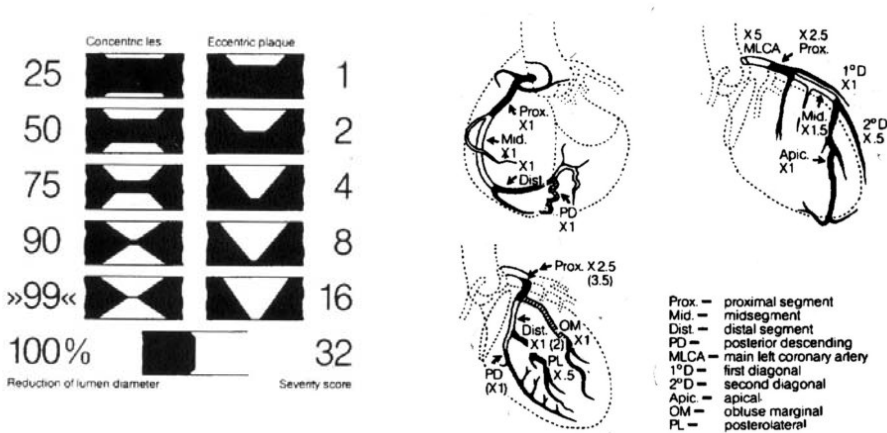 Concentric les Eccentric plaque
25 1
50 2
75 4
90 8
»99« 16
100% 32
Reduction of lumen diameter Severity score
Prox.
X1
Mid.
X1
X1
Dist.
PD
X1
X5
MLCA
X2.5
Prox.
1°D
X1
Mid.
X1.5
2°D
X.5
Apic.
X1
Prox. X2.5
(3.5)
Dist.
X1 (2)
OM
X1
PL
X.5
PD
(X1)
Prox. — proximal segment
Mid. — midsegment
Dist. — distal segment
PD — posterior descending
MLCA — main left coronary artery
1°D — first diagonal
2°D — second diagonal
Apic. — apical
OM — obtuse marginal
PL — posterolateral